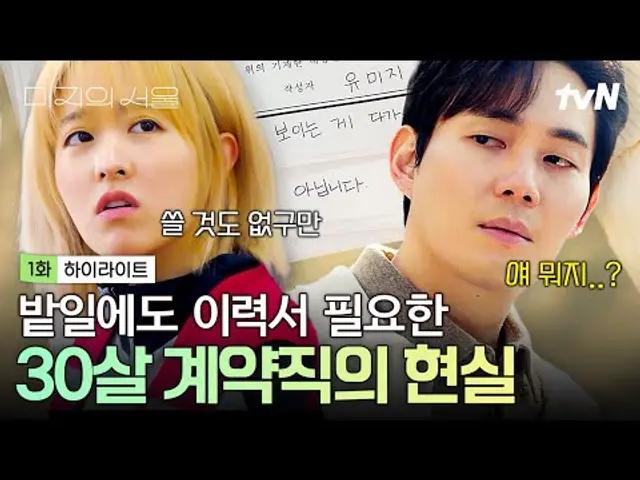 미지의 서울
tvN
작성자 유미지
보이는 게 다가
아닙니다.
쓸 것도 없구만
얘 뭐지..?
1화 하이라이트
밭일에도 이력서 필요한
30살 계약직의 현실